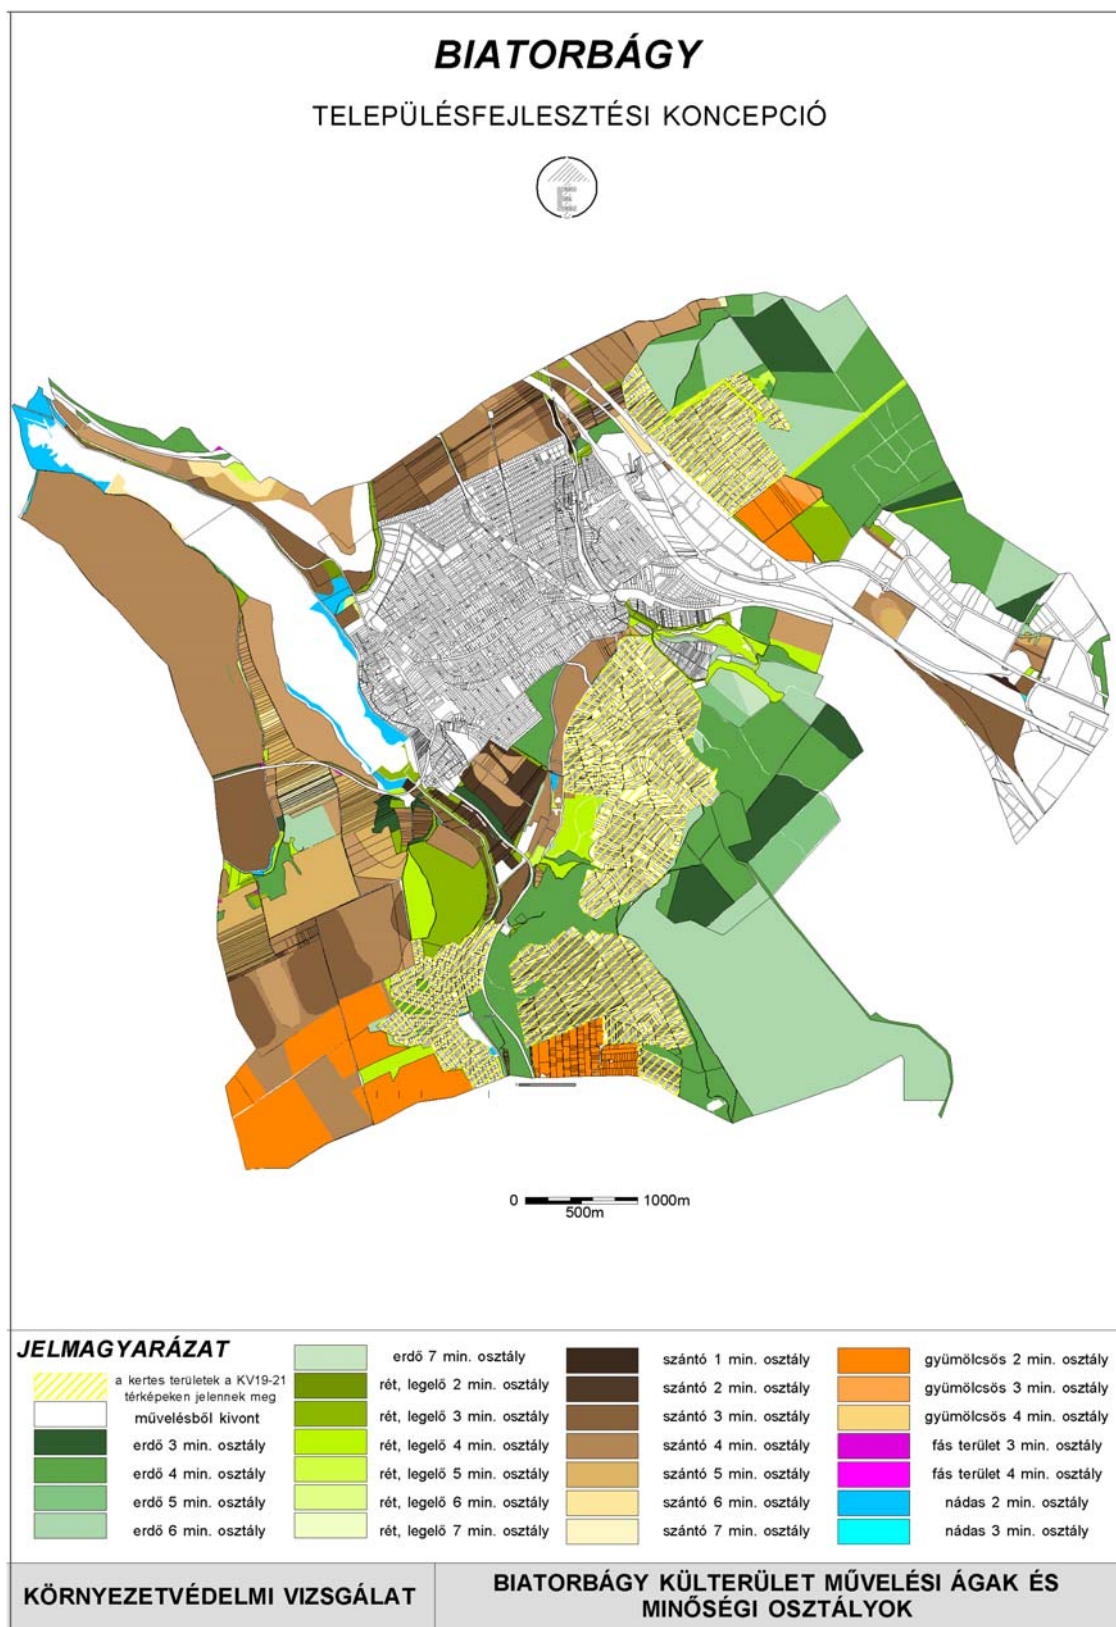 BIATORBÁGY
TELEPÜLÉSFEJLESZTÉSI KONCEPCIÓ
É
0 1000m
500m
JELMAGYARÁZAT
a kertes területek a KV19-21
térképeken jelennek meg
művelésből kivont
erdő 3 min. osztály
erdő 4 min. osztály
erdő 5 min. osztály
erdő 6 min. osztály
erdő 7 min. osztály
rét, legelő 2 min. osztály
rét, legelő 3 min. osztály
rét, legelő 4 min. osztály
rét, legelő 5 min. osztály
rét, legelő 6 min. osztály
rét, legelő 7 min. osztály
szántó 1 min. osztály
szántó 2 min. osztály
szántó 3 min. osztály
szántó 4 min. osztály
szántó 5 min. osztály
szántó 6 min. osztály
szántó 7 min. osztály
gyümölcsös 2 min. osztály
gyümölcsös 3 min. osztály
gyümölcsös 4 min. osztály
fás terület 3 min. osztály
fás terület 4 min. osztály
nádas 2 min. osztály
nádas 3 min. osztály
KÖRNYEZETVÉDELMI VIZSGÁLAT
BIATORBÁGY KÜLTERÜLET MŰVELÉSI ÁGAK ÉS
MINŐSÉGI OSZTÁLYOK